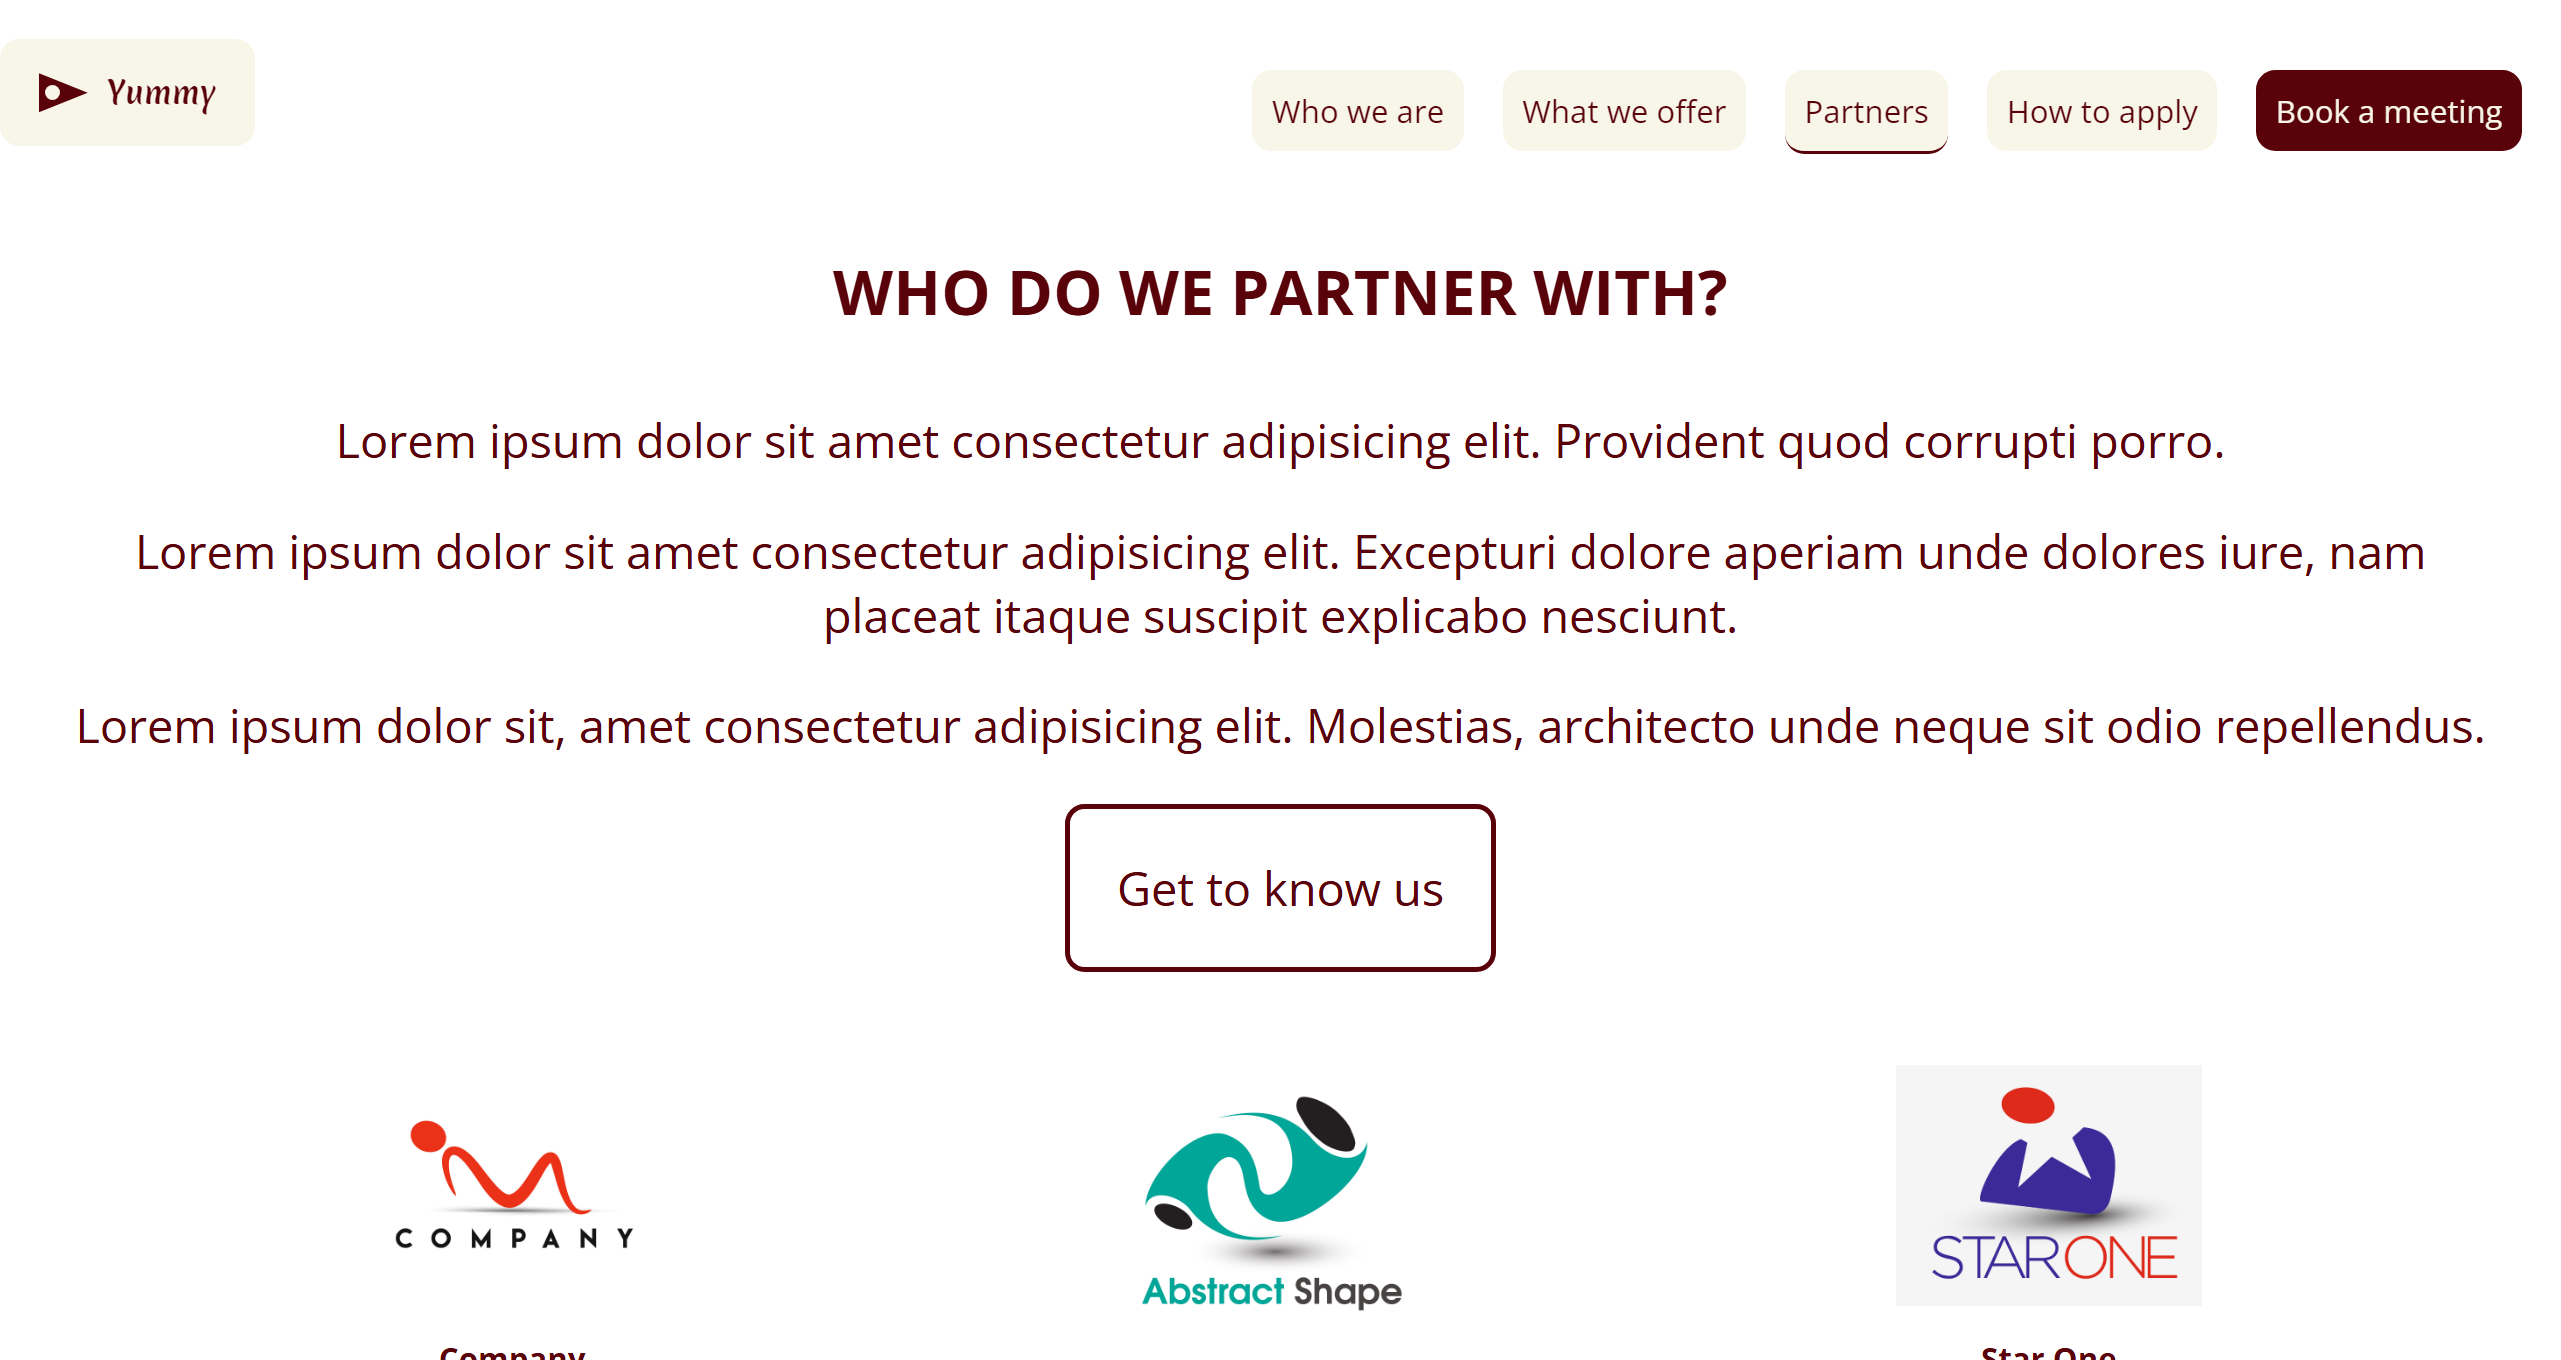 Yummy
Who we are
What we offer
Partners
How to apply
Book a meeting
WHO DO WE PARTNER WITH?
Lorem ipsum dolor sit amet consectetur adipisicing elit. Provident quod corrupti porro.
Lorem ipsum dolor sit amet consectetur adipisicing elit. Excepturi dolore aperiam unde dolores iure, nam
placeat itaque suscipit explicabo nesciunt.
Lorem ipsum dolor sit, amet consectetur adipisicing elit. Molestias, architecto unde neque sit odio repellendus.
Get to know us
COMPANY
Abstract Shape
STARONE
Company
Star One